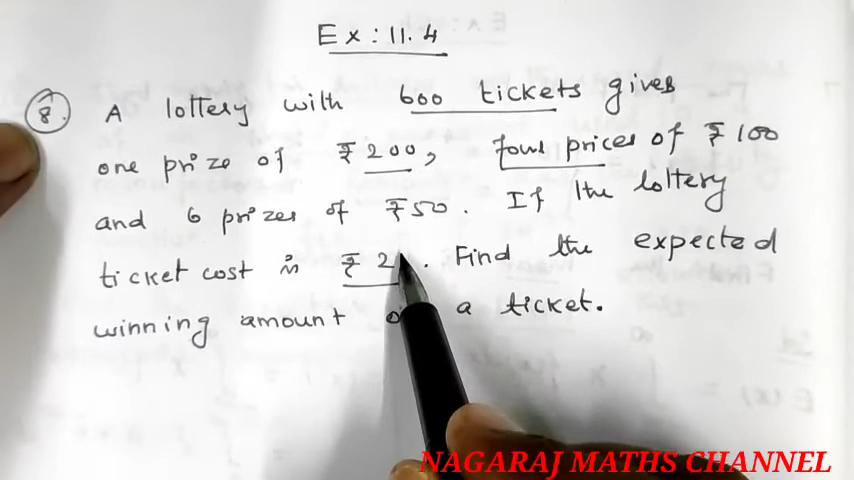 Ex : 11.4
8. A lottery with 600 tickets gives
one prize of ₹ 200, four prices of ₹ 100
and 6 prizes of ₹ 50. If the lottery
ticket cost is ₹ 2. Find the expected
winning amount a ticket.
NAGARAJ MATHS CHANNEL